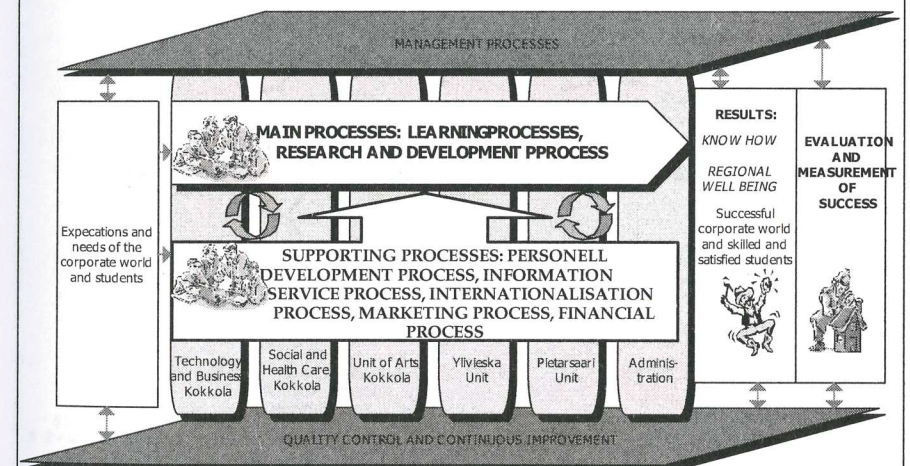 MANAGEMENT PROCESSES
MAIN PROCESSES: LEARNINGPROCESSES,
RESEARCH AND DEVELOPMENT PPROCESS
Expecations and
needs of the
corporate world
and students
SUPPORTING PROCESSES: PERSONELL
DEVELOPMENT PROCESS, INFORMATION
SERVICE PROCESS, INTERNATIONALISATION
PROCESS, MARKETING PROCESS, FINANCIAL
PROCESS
Technology
and Business
Kokkola
Social and
Health Care,
Kokkola
Unit of Arts
Kokkola
Ylivieska
Unit
Pietarsaari
Unit
Adminis-
tration
RESULTS:
KNOW HOW
REGIONAL
WELL BEING
Successful
corporate world
and skilled and
satisfied students
EVALUATION
AND
MEASUREMENT
OF
SUCCESS
QUALITY CONTROL AND CONTINUOUS IMPROVEMENT